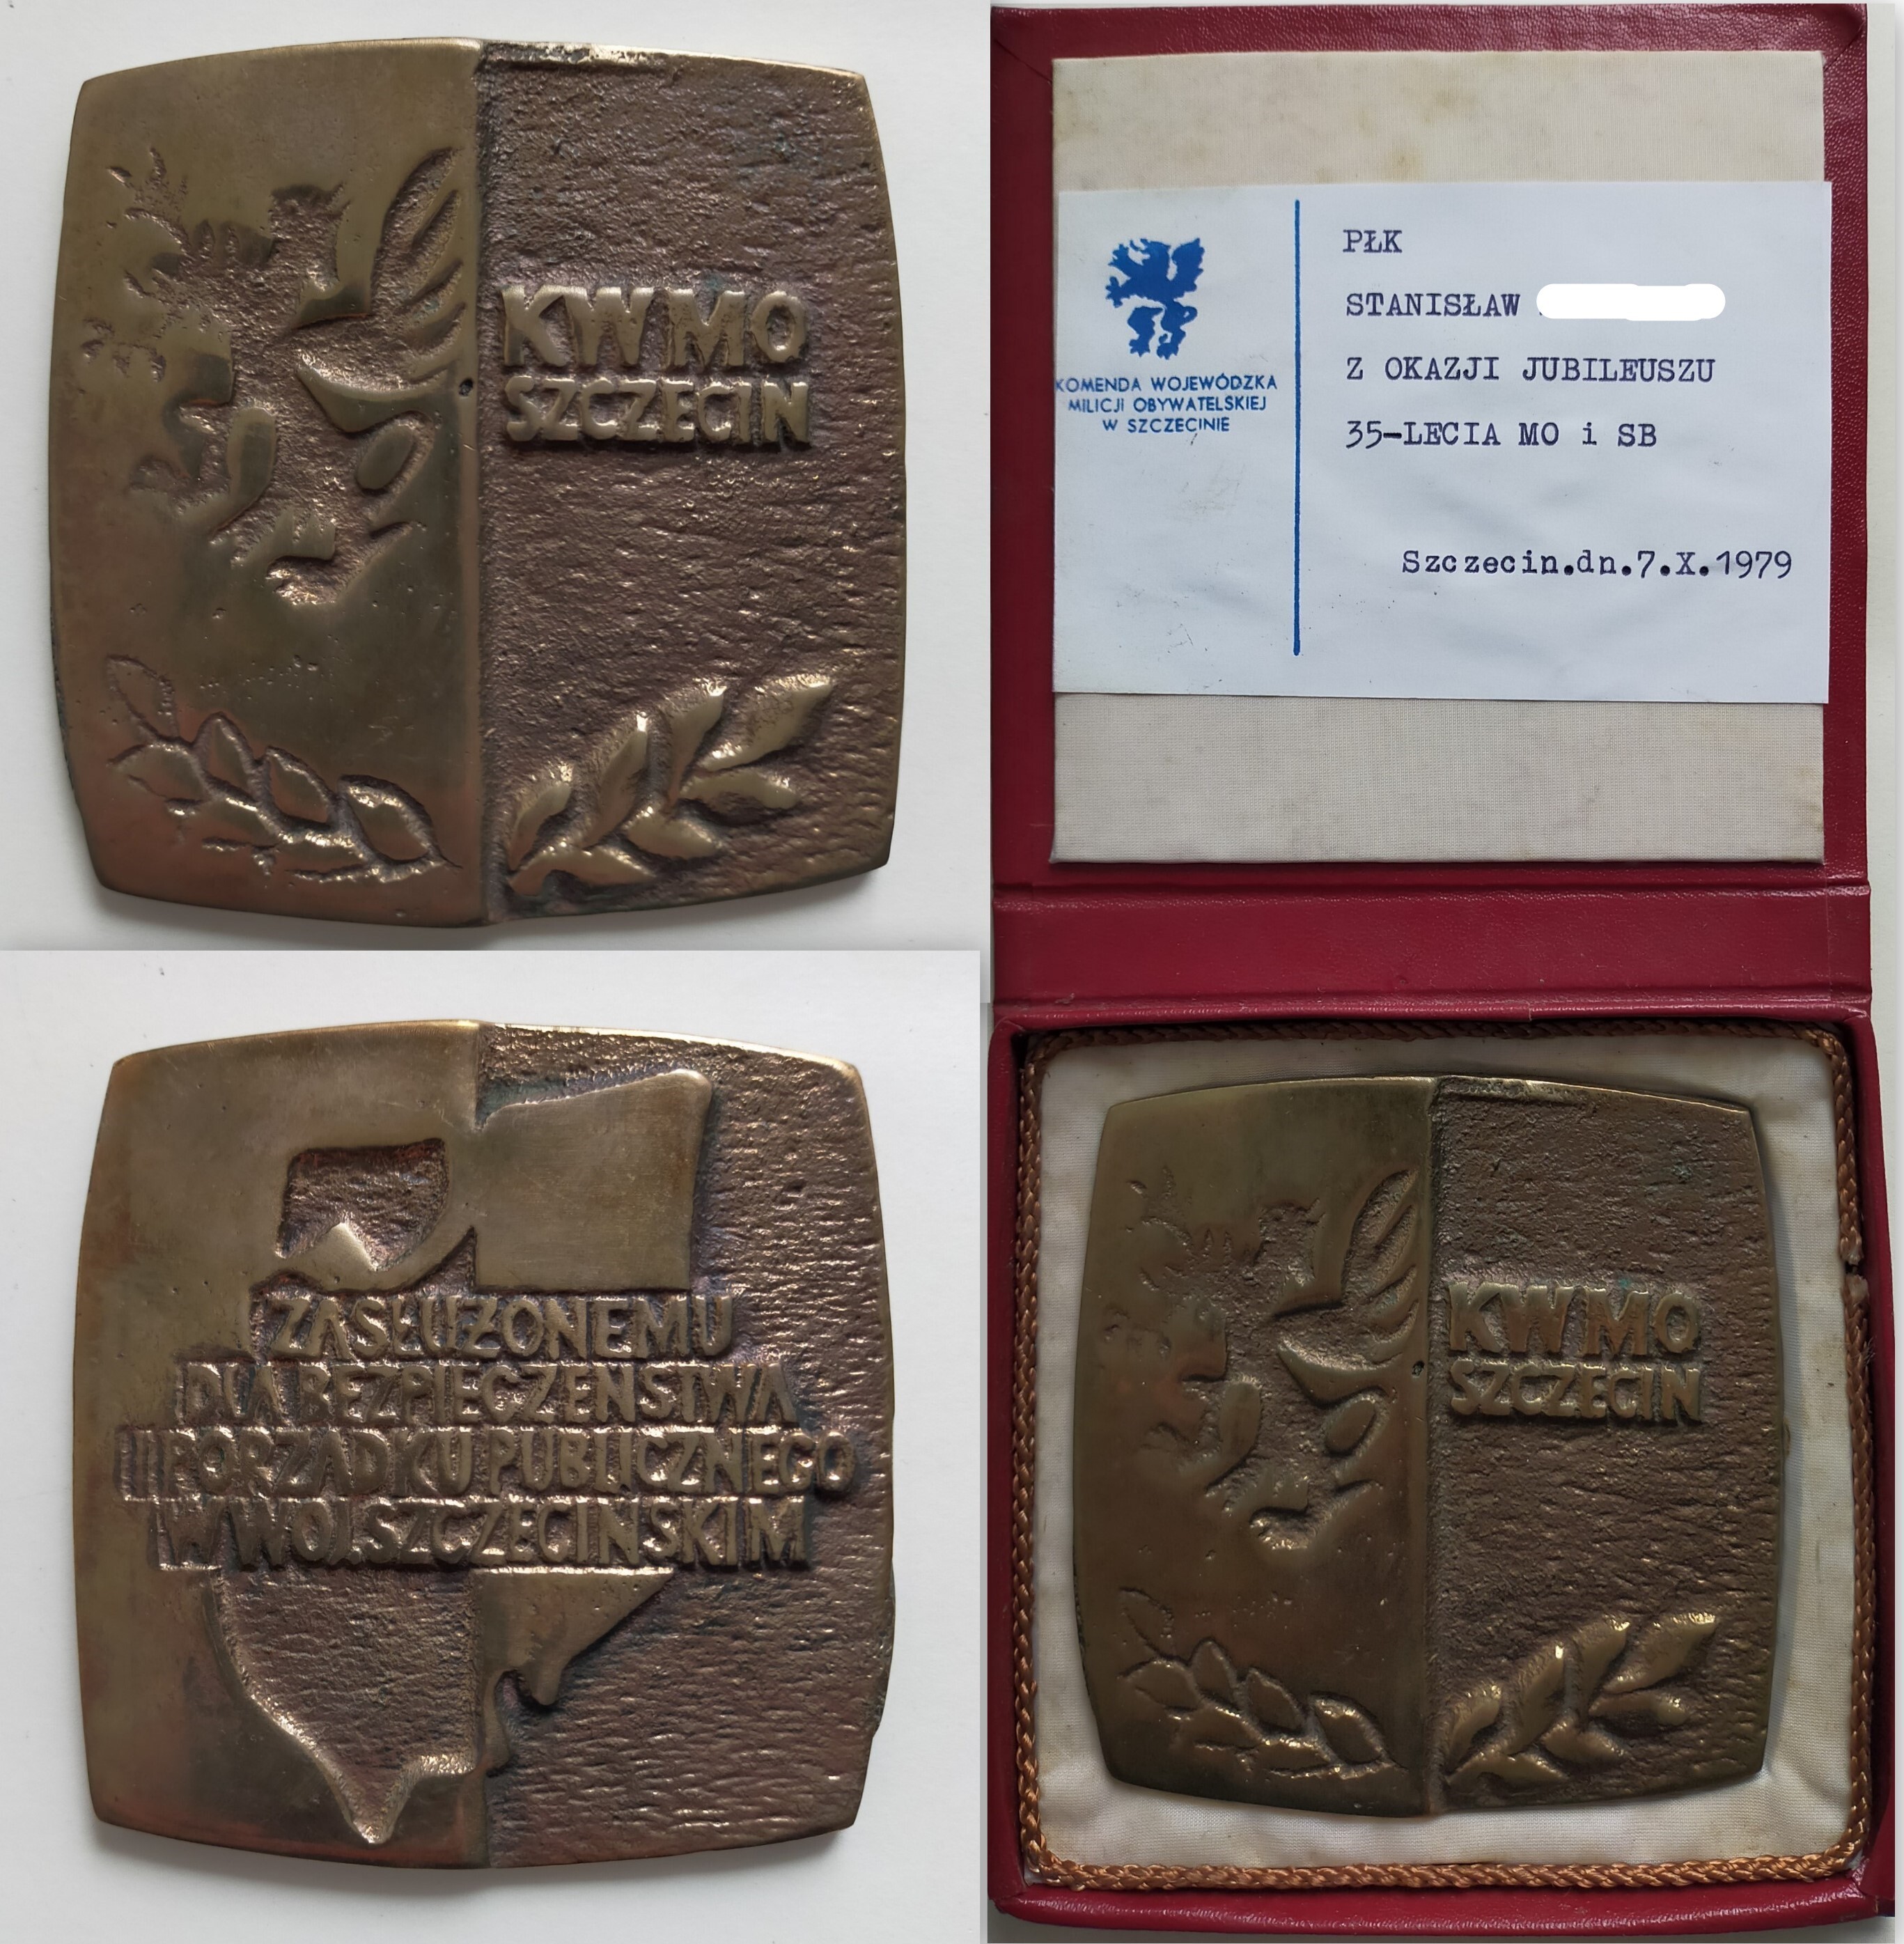 KWMO
SZCZECIN
KOMENDA WOJEWÓDZKA
MILICJI OBYWATELSKIEJ
W SZCZECINIE
PŁK
STANISŁAW
Z OKAZJI JUBILEUSZU
35-LECIA MO i SB
Szczecin.dn.7.X.1979
ZASŁUŻONEMU
DLA BEZPIECZEŃSTWA
I PORZĄDKU PUBLICZNEGO
W WOJ. SZCZECIŃSKIM
KWMO
SZCZECIN